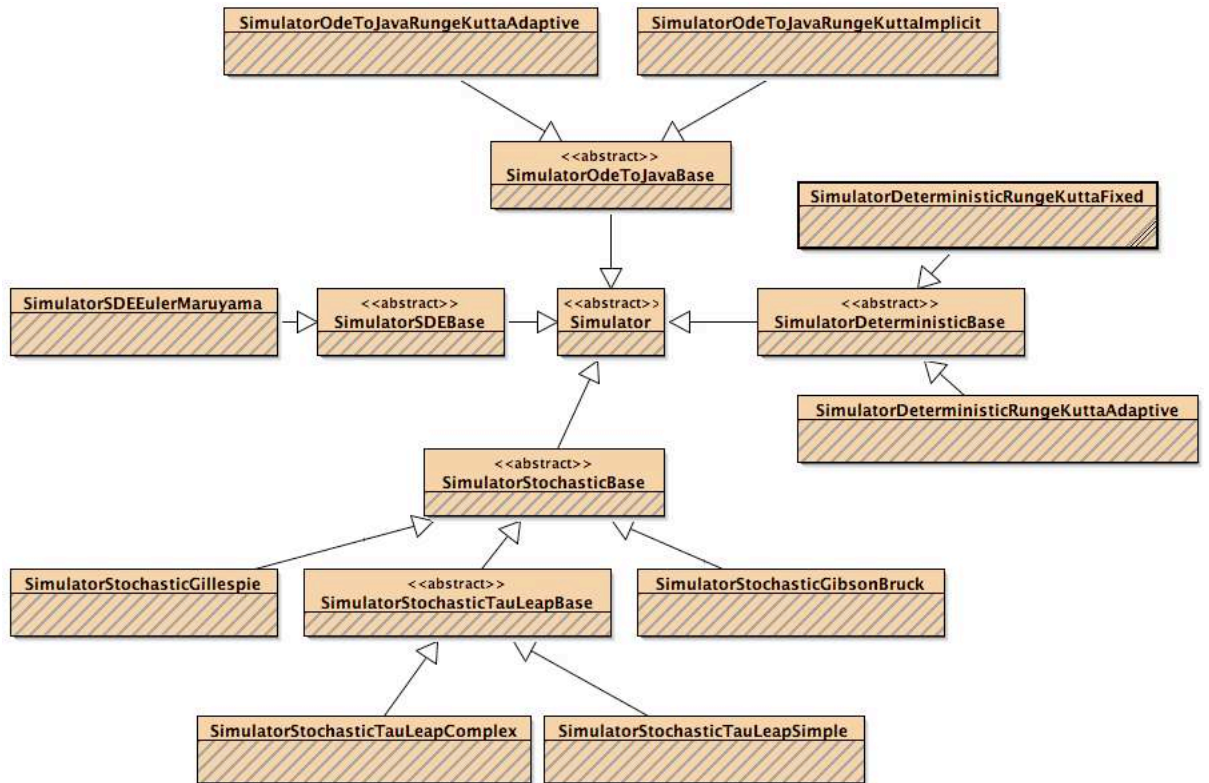 SimulatorOdeToJavaRungeKuttaAdaptive
SimulatorOdeToJavaRungeKuttaImplicit
<<abstract>>
SimulatorOdeToJavaBase
SimulatorDeterministicRungeKuttaFixed
SimulatorSDEEulerMaruyama
<<abstract>>
SimulatorSDEBase
<<abstract>>
Simulator
<<abstract>>
SimulatorDeterministicBase
SimulatorDeterministicRungeKuttaAdaptive
<<abstract>>
SimulatorStochasticBase
SimulatorStochasticGillespie
<<abstract>>
SimulatorStochasticTauLeapBase
SimulatorStochasticGibsonBruck
SimulatorStochasticTauLeapComplex
SimulatorStochasticTauLeapSimple